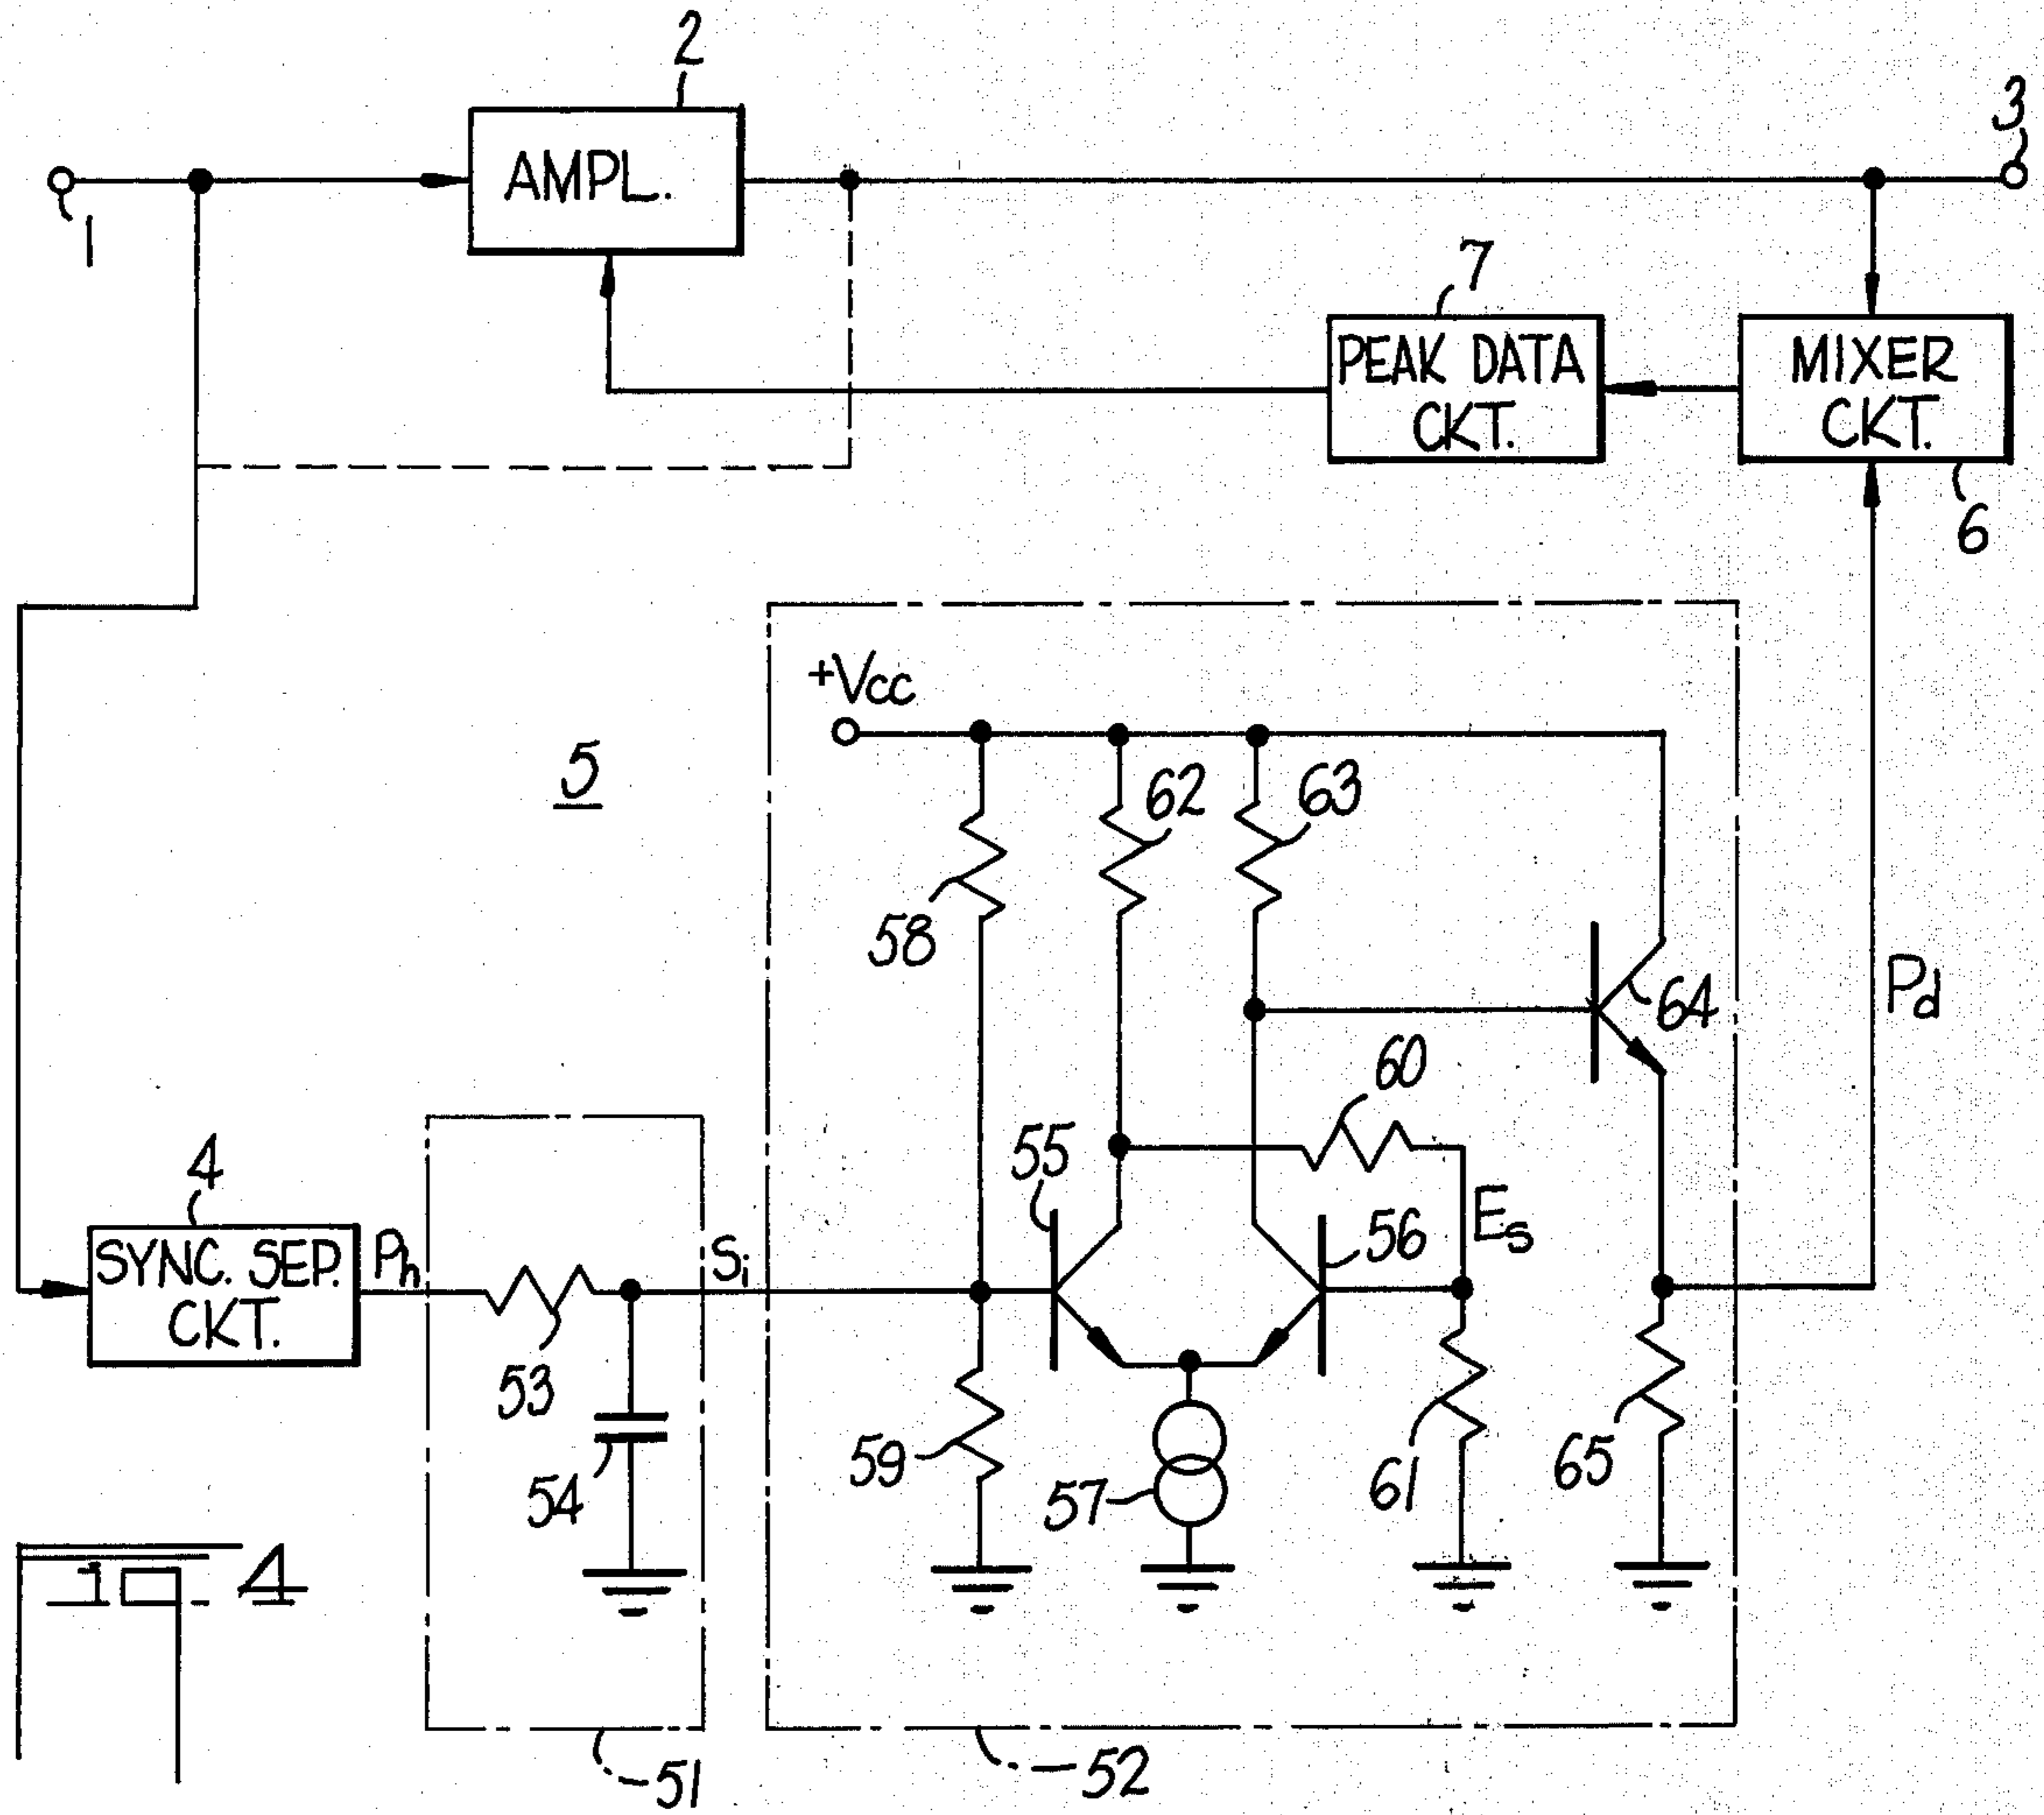 2
3
AMPL.
1
7
PEAK DATA
CKT.
MIXER
CKT.
6
+Vcc
5
62
63
58
64
Pd
60
55
4
Es
56
SYNC. SEP.
CKT.
Ph
Si
53
59
54
57
61
65
Fig. 4
51
52